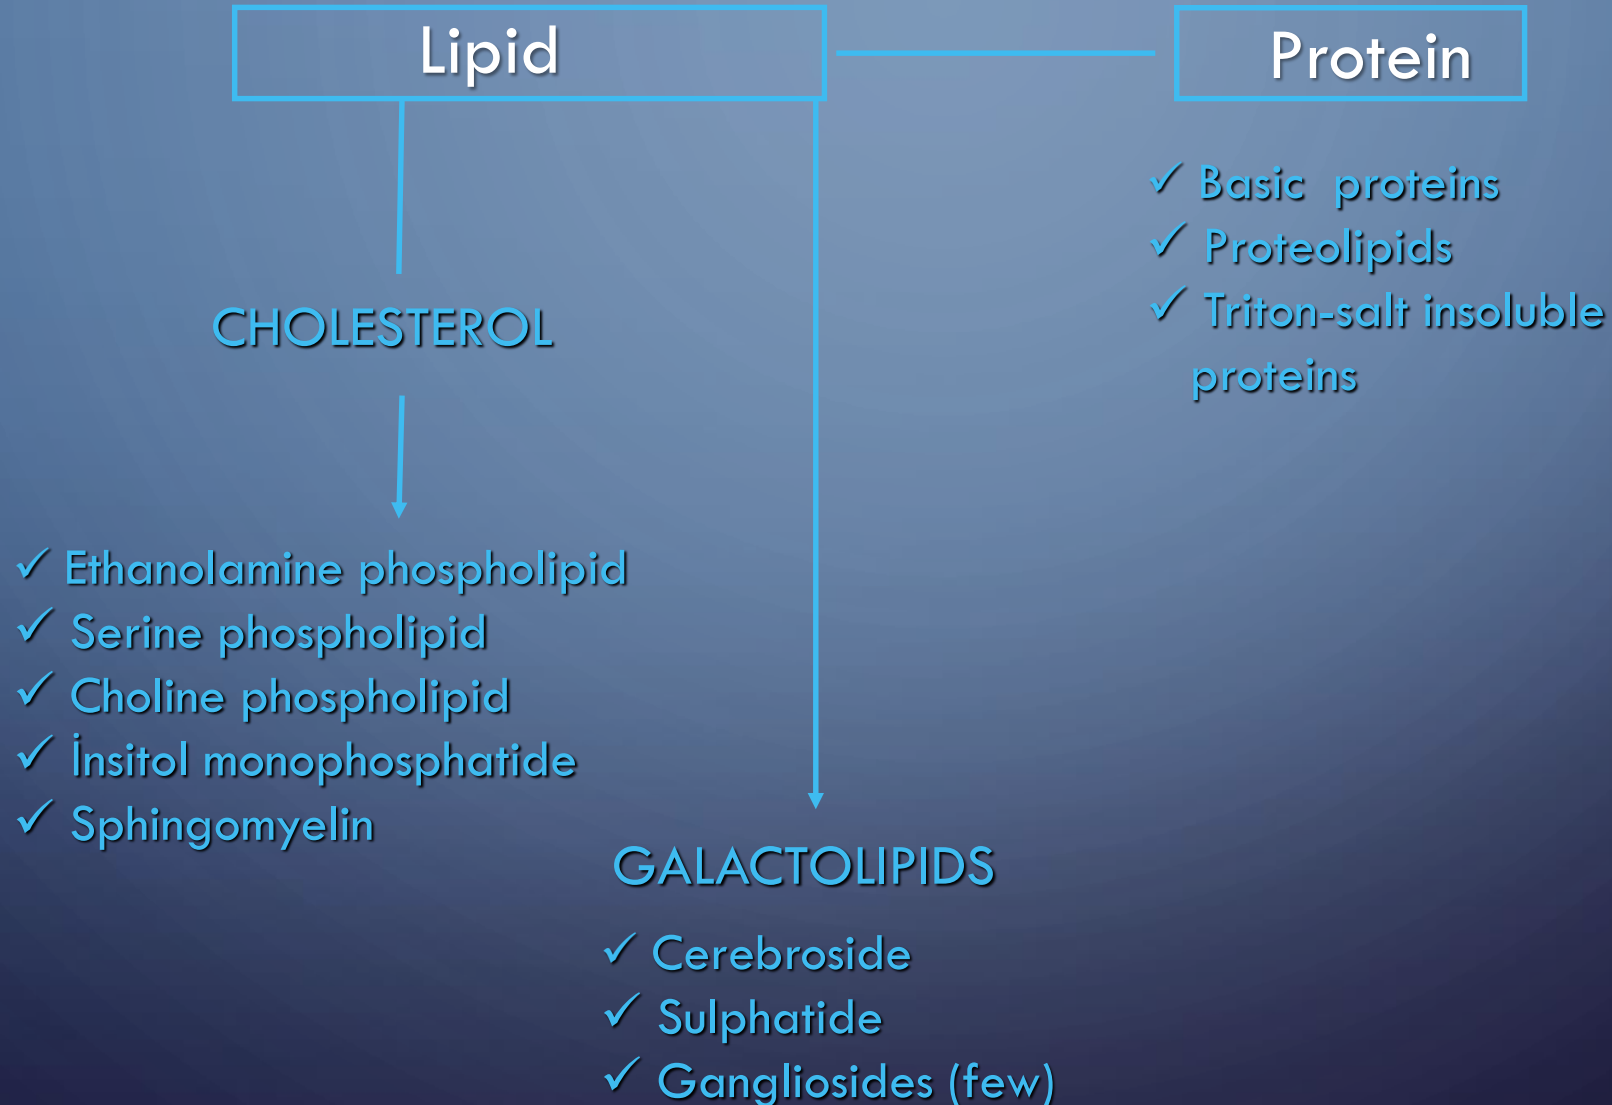 Lipid
Protein
✓ Basic proteins
✓ Proteolipids
✓ Triton-salt insoluble
proteins
CHOLESTEROL
✓ Ethanolamine phospholipid
✓ Serine phospholipid
✓ Choline phospholipid
✓ İnsitol monophosphatide
✓ Sphingomyelin
GALACTOLIPIDS
✓ Cerebroside
✓ Sulphatide
✓ Gangliosides (few)